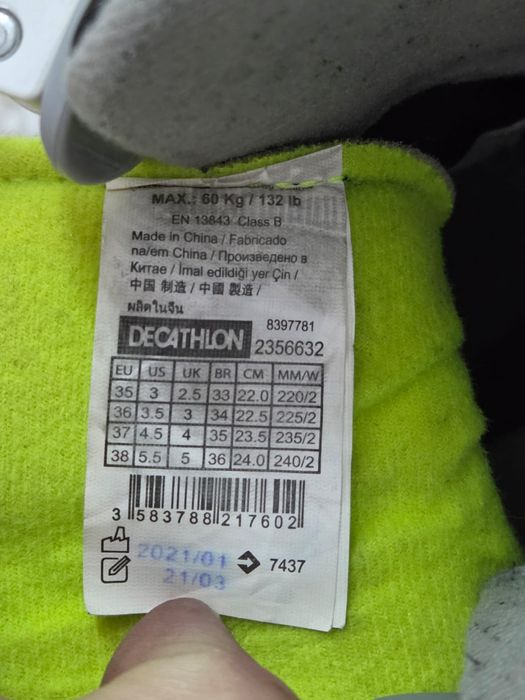 MAX.: 60 Kg / 132 lb
EN 13843 Class B
Made in China / Fabricado
na/em China / Произведено в
Китае / İmal edildiği yer Çin /
中国 制造 / 中國 製造 /
ผลิตในจีน
8397781
DECATHLON 2356632
EU US UK BR CM MM/W
35 3 2.5 33 22.0 220/2
36 3.5 3 34 22.5 225/2
37 4.5 4 35 23.5 235/2
38 5.5 5 36 24.0 240/2
3 583788 217602
2021/01 7437
21/03